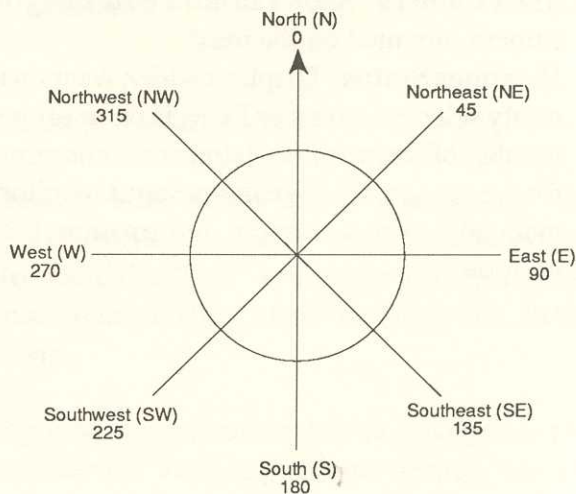 North (N)
0
Northwest (NW)
315
Northeast (NE)
45
West (W)
270
East (E)
90
Southwest (SW)
225
Southeast (SE)
135
South (S)
180